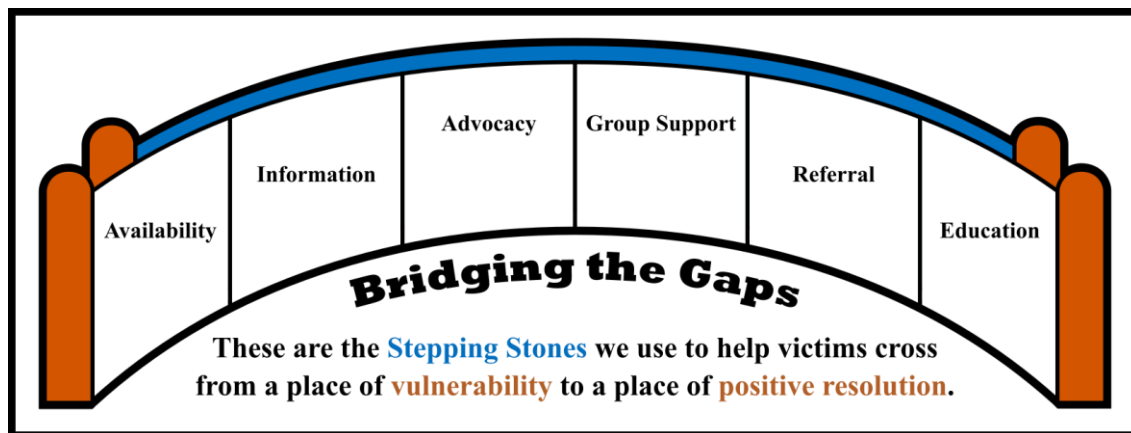 Availability
Information
Advocacy
Group Support
Referral
Education
Bridging the Gaps
These are the Stepping Stones we use to help victims cross
from a place of vulnerability to a place of positive resolution.